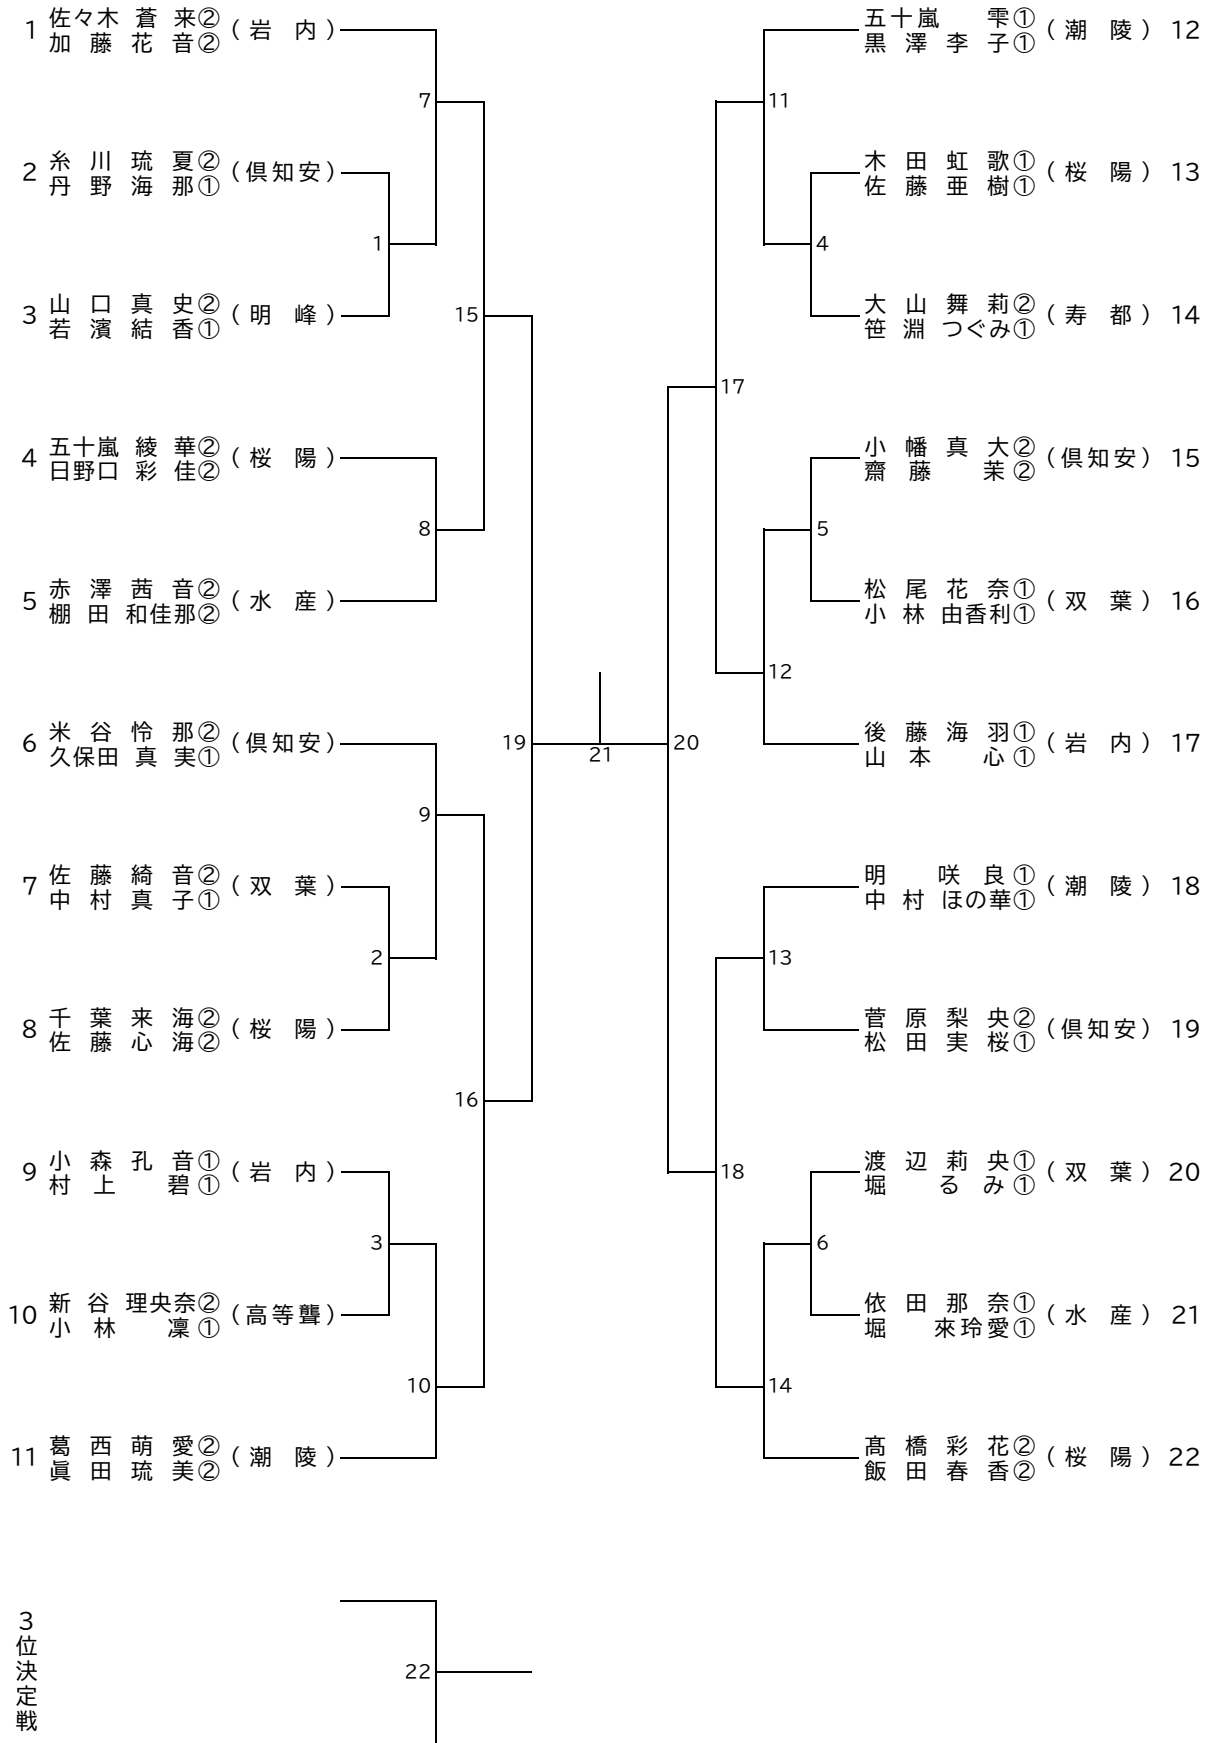 1 佐々木 蒼 来② (岩 内)
加 藤 花 音②
7
2 糸 川 琉 夏② (倶知安)
丹 野 海 那①
1
3 山 口 真 史② (明 峰)
若 濱 結 香①
15
4 五十嵐 綾 華② (桜 陽)
日野口 彩 佳②
8
5 赤 澤 茜 音② (水 産)
棚 田 和佳那②
6 米 谷 怜 那② (倶知安)
久保田 真 実①
19
9
7 佐 藤 綺 音② (双 葉)
中 村 真 子①
2
8 千 葉 来 海② (桜 陽)
佐 藤 心 海②
16
9 小 森 孔 音① (岩 内)
村 上 碧①
3
10 新 谷 理央奈② (高等聾)
小 林 凜①
10
11 葛 西 萌 愛② (潮 陵)
眞 田 琉 美②
21
五十嵐 雫① (潮 陵) 12
黒 澤 李 子①
11
木 田 虹 歌① (桜 陽) 13
佐 藤 亜 樹①
4
大 山 舞 莉② (寿 都) 14
笹 淵 つぐみ①
17
小 幡 真 大② (倶知安) 15
齋 藤 茉②
5
松 尾 花 奈① (双 葉) 16
小 林 由香利①
12
後 藤 海 羽① (岩 内) 17
山 本 心①
20
明 咲 良① (潮 陵) 18
中 村 ほの華①
13
菅 原 梨 央② (倶知安) 19
松 田 実 桜①
18
渡 辺 莉 央① (双 葉) 20
堀 る み①
6
依 田 那 奈① (水 産) 21
堀 來玲愛①
14
髙 橋 彩 花② (桜 陽) 22
飯 田 春 香②
3位決定戦
22